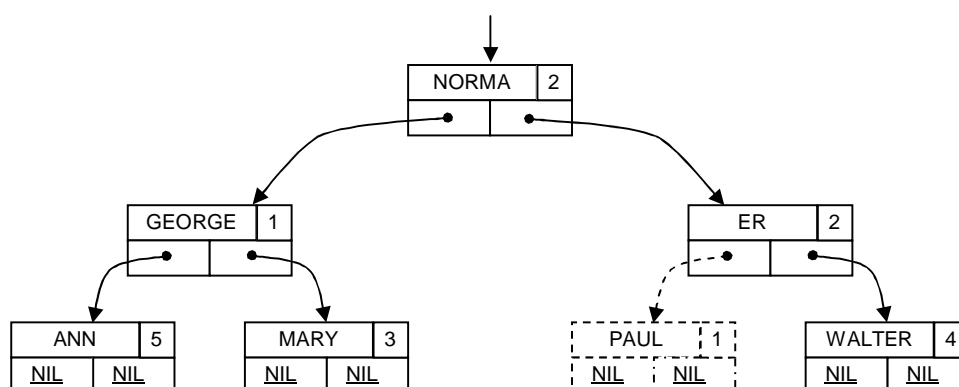 NORMA 2
GEORGE 1 ER 2
ANN 5 MARY 3 PAUL 1 WALTER 4
NIL NIL NIL NIL NIL NIL NIL NIL